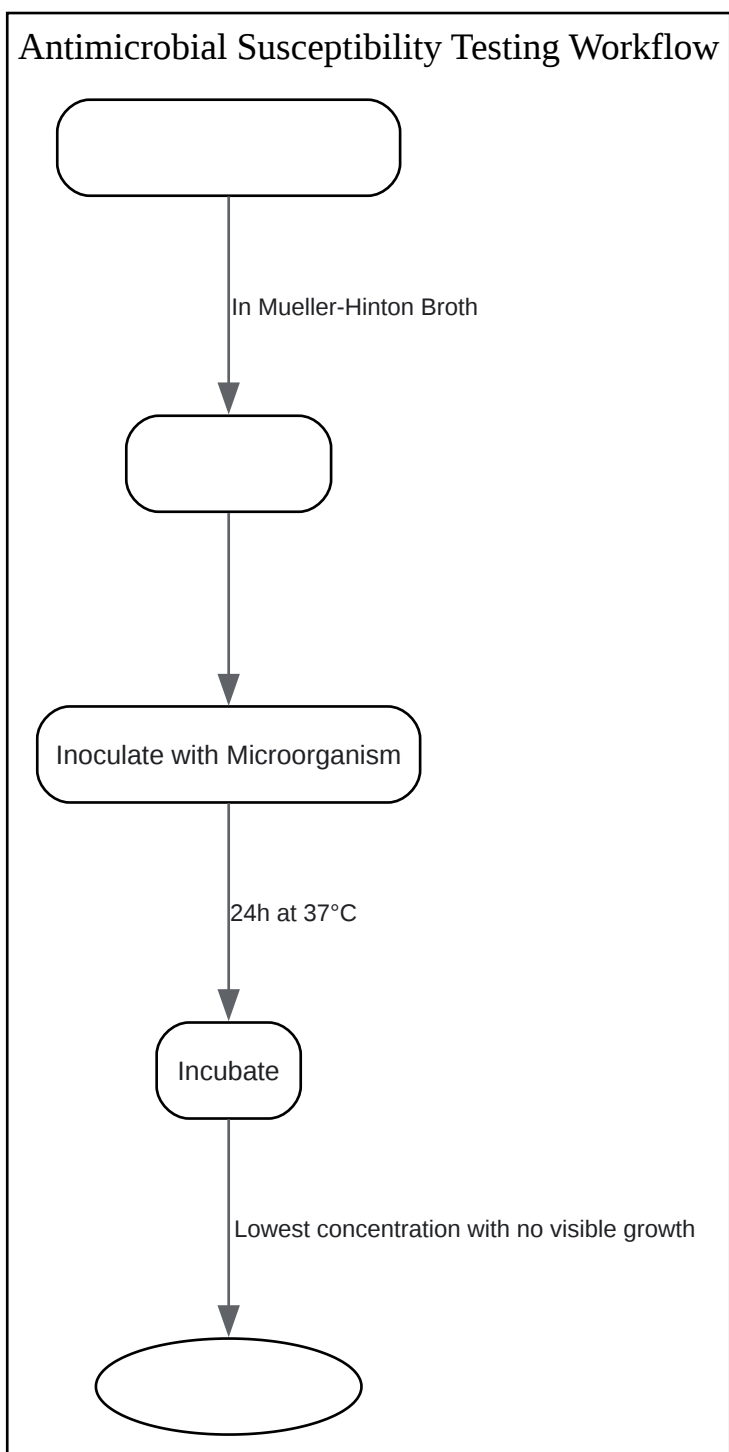 Antimicrobial Susceptibility Testing Workflow
In Mueller-Hinton Broth
Inoculate with Microorganism
24h at 37°C
Incubate
Lowest concentration with no visible growth